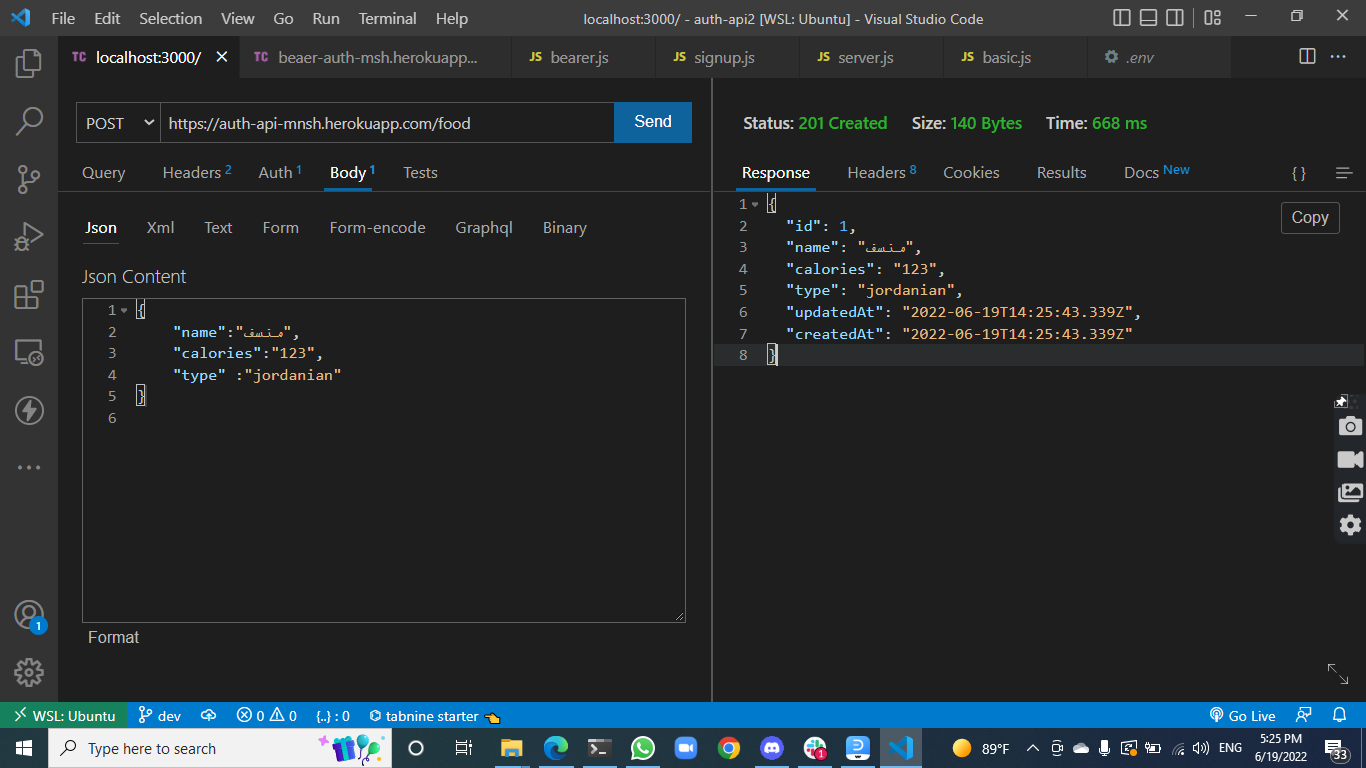 File Edit Selection View Go Run Terminal Help localhost:3000/ - auth-api2 [WSL: Ubuntu] - Visual Studio Code
TC localhost:3000/ TC beaer-auth-msh.herokuapp... JS bearer.js JS signup.js JS server.js JS basic.js .env
POST https://auth-api-mnsh.herokuapp.com/food Send
Status: 201 Created Size: 140 Bytes Time: 668 ms
Query Headers 2 Auth 1 Body 1 Tests
Response Headers 8 Cookies Results Docs New { }
Json Xml Text Form Form-encode Graphql Binary
Json Content
1 {
2 "name":"منسف",
3 "calories":"123",
4 "type" :"jordanian"
5 }
6
Format
1 {
2 "id": 1,
3 "name": "منسف",
4 "calories": "123",
5 "type": "jordanian",
6 "updatedAt": "2022-06-19T14:25:43.339Z",
7 "createdAt": "2022-06-19T14:25:43.339Z"
8 }
Copy
1
WSL: Ubuntu dev 0 0 {..} : 0 tabnine starter Go Live
Type here to search 1 89°F ENG 5:25 PM 33
6/19/2022